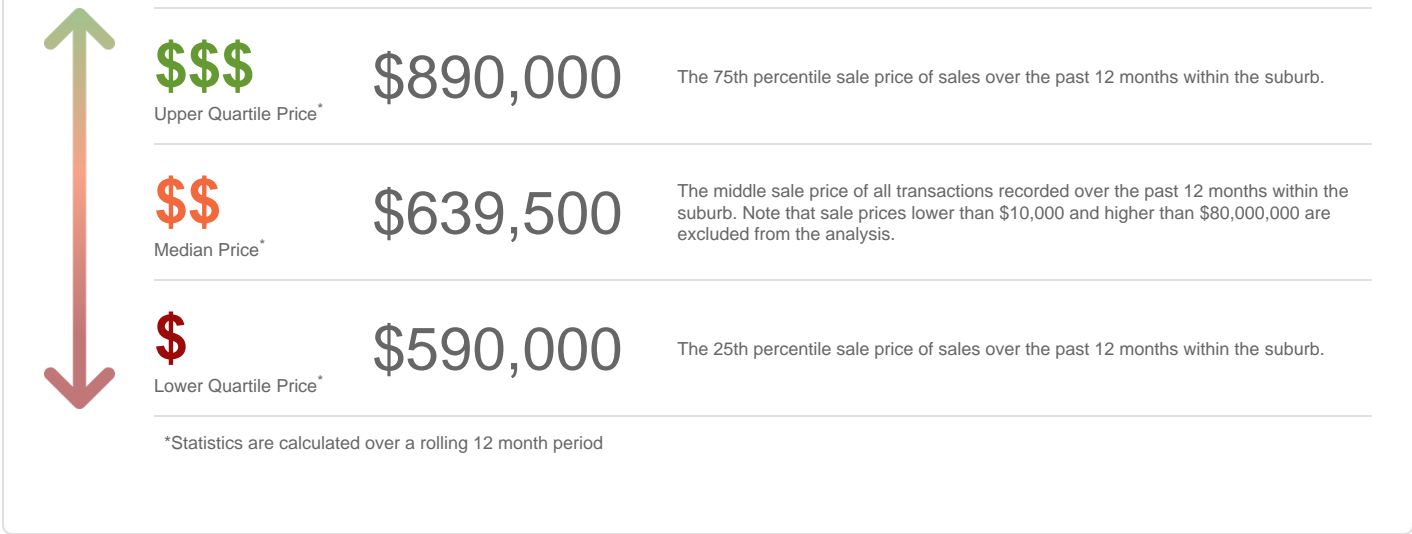 $$$
Upper Quartile Price*
$890,000
The 75th percentile sale price of sales over the past 12 months within the suburb.
$$
Median Price*
$639,500
The middle sale price of all transactions recorded over the past 12 months within the
suburb. Note that sale prices lower than $10,000 and higher than $80,000,000 are
excluded from the analysis.
$
Lower Quartile Price*
$590,000
The 25th percentile sale price of sales over the past 12 months within the suburb.
*Statistics are calculated over a rolling 12 month period